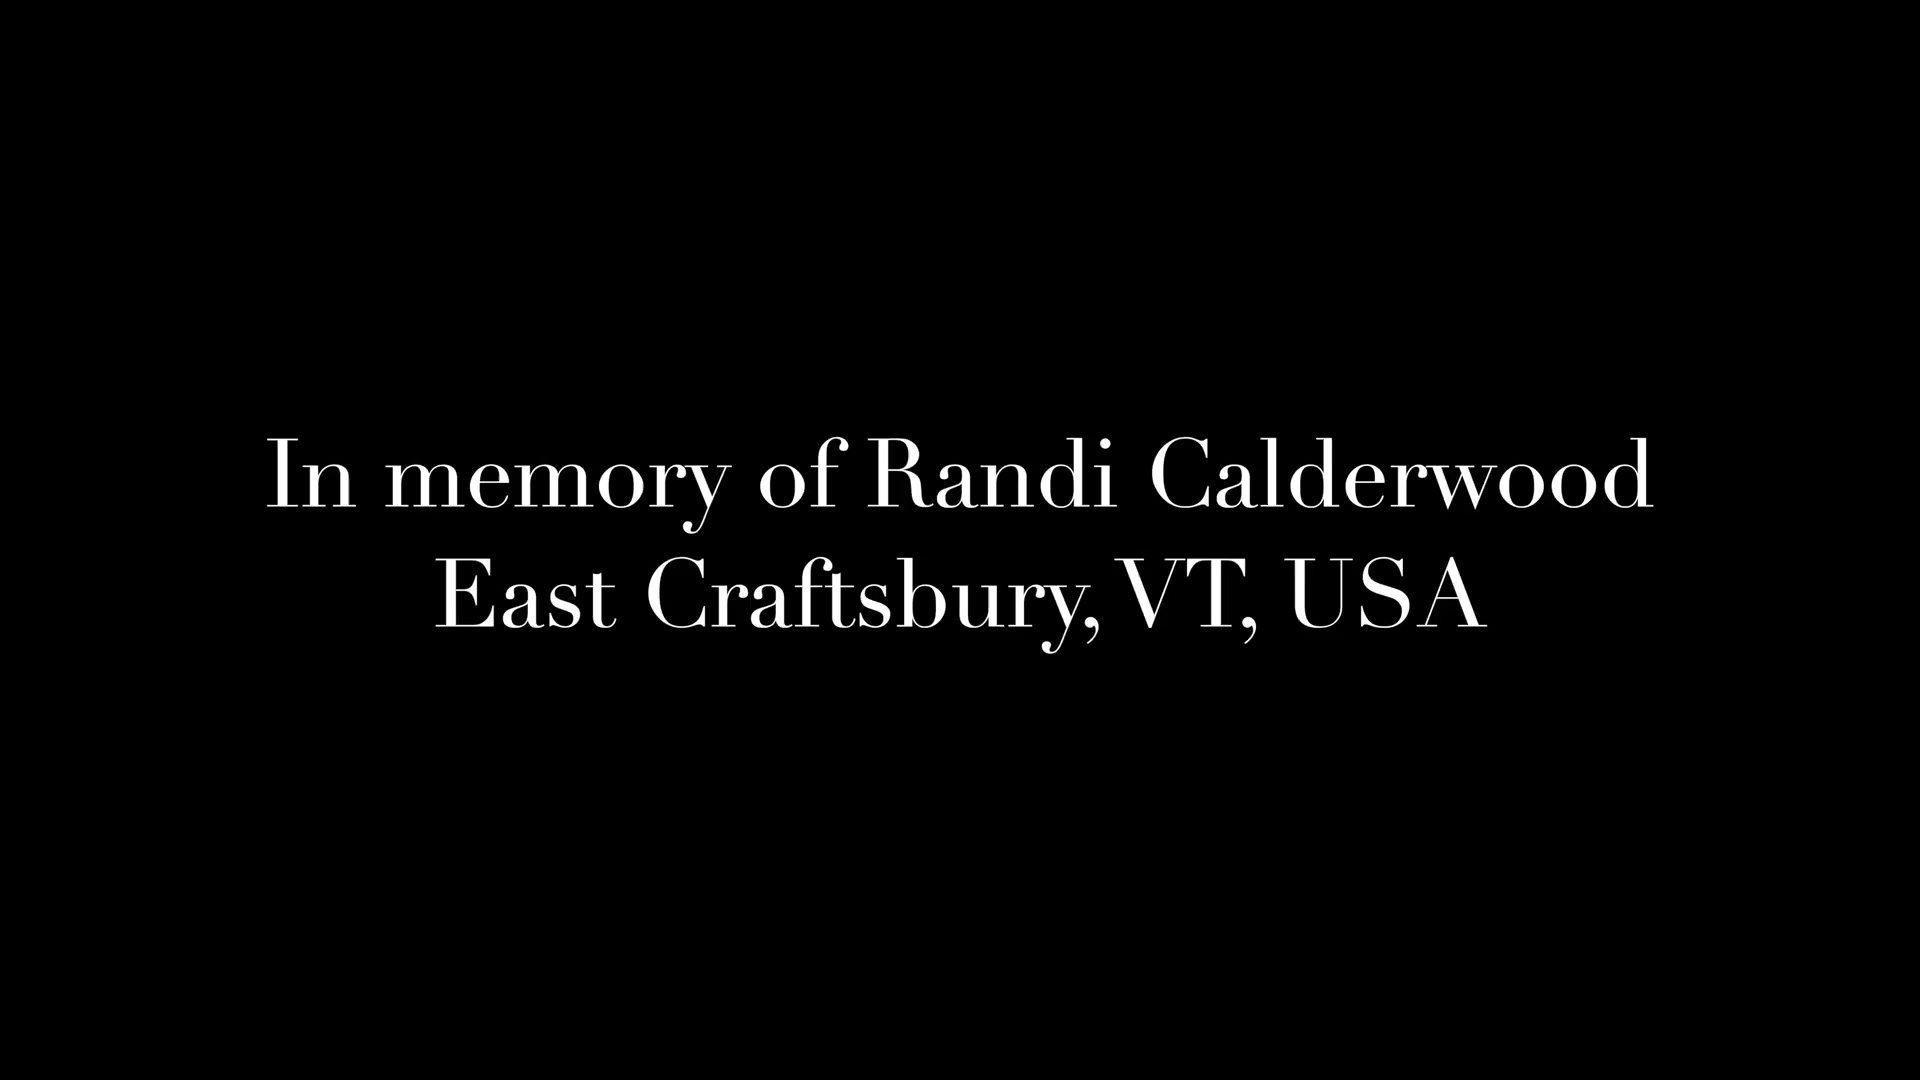 In memory of Randi Calderwood
East Craftsbury, VT, USA